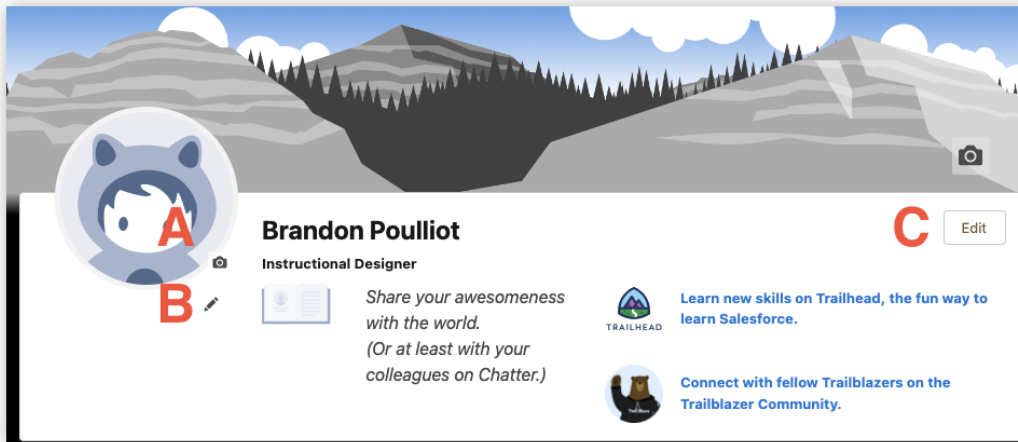 A
Brandon Poulliot
C
Edit
Instructional Designer
B
Share your awesomeness
with the world.
(Or at least with your
colleagues on Chatter.)
TRAILHEAD
Learn new skills on Trailhead, the fun way to
learn Salesforce.
Connect with fellow Trailblazers on the
Trailblazer Community.